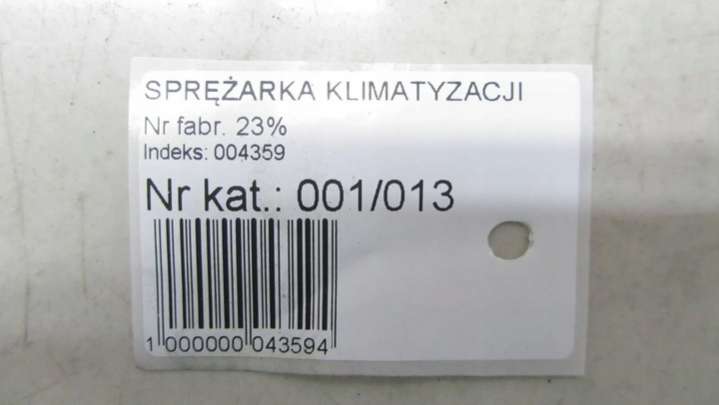 SPRĘŻARKA KLIMATYZACJI
Nr fabr. 23%
Indeks: 004359
Nr kat.: 001/013
1 000000 043594